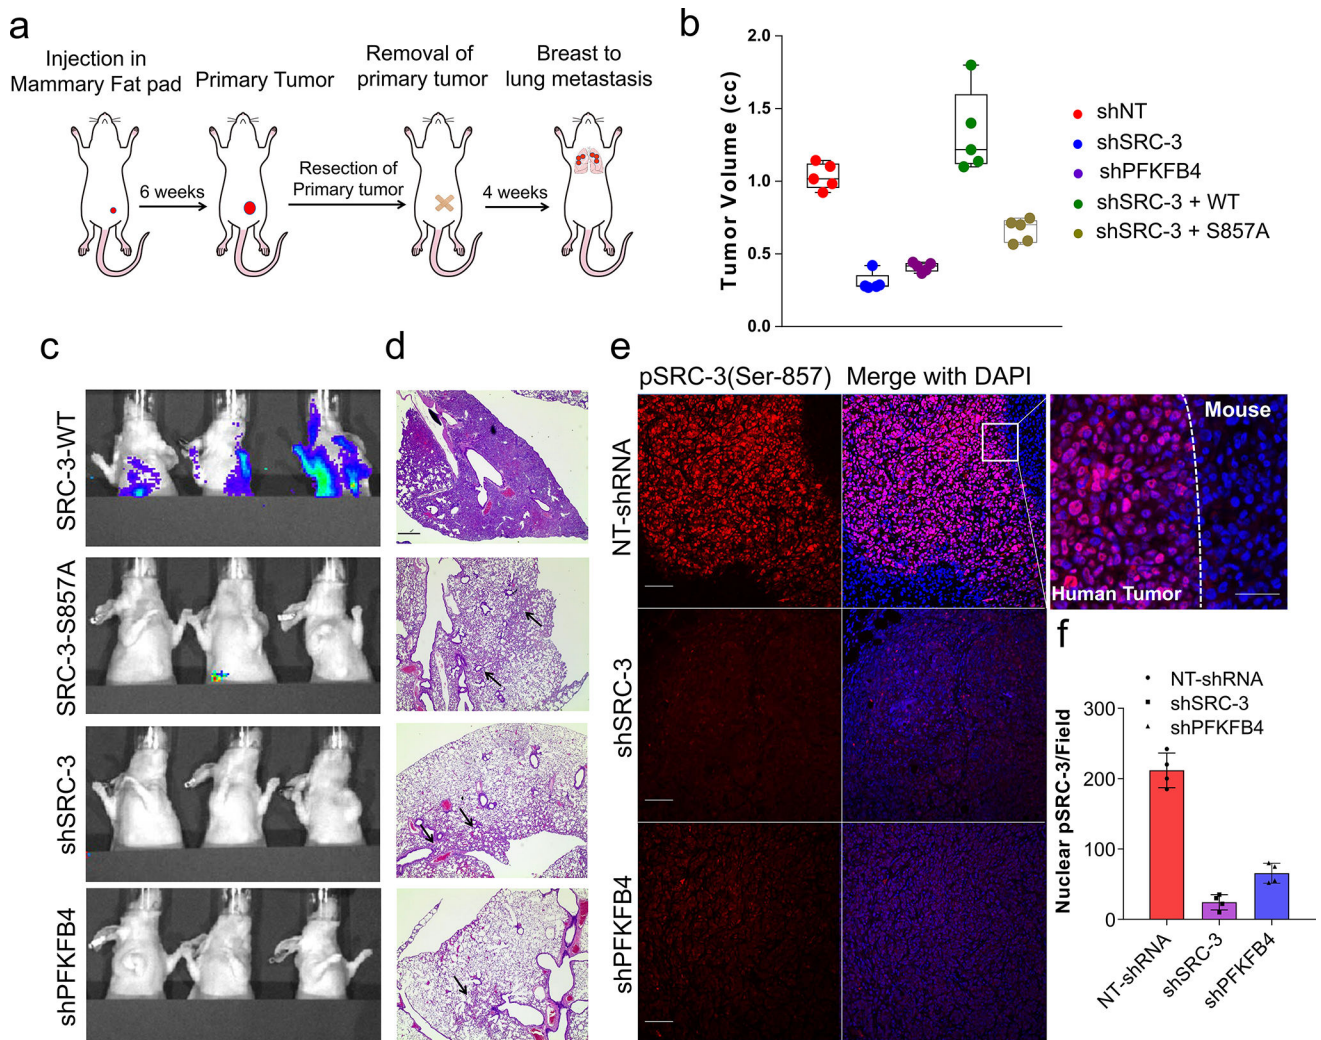 a
Injection in
Mammary Fat pad
Primary Tumor
Removal of
primary tumor
Breast to
lung metastasis
6 weeks
Resection of
Primary tumor
4 weeks
b
Tumor Volume (cc)
2.0
1.5
1.0
0.5
0.0
shNT
shSRC-3
shPFKFB4
shSRC-3 + WT
shSRC-3 + S857A
c
SRC-3-WT
SRC-3-S857A
shSRC-3
shPFKFB4
d
e
pSRC-3(Ser-857)
Merge with DAPI
NT-shRNA
shSRC-3
shPFKFB4
Mouse
Human Tumor
f
NT-shRNA
shSRC-3
shPFKFB4
Nuclear pSRC-3/Field
300
200
100
0
NT-shRNA
shSRC-3
shPFKFB4